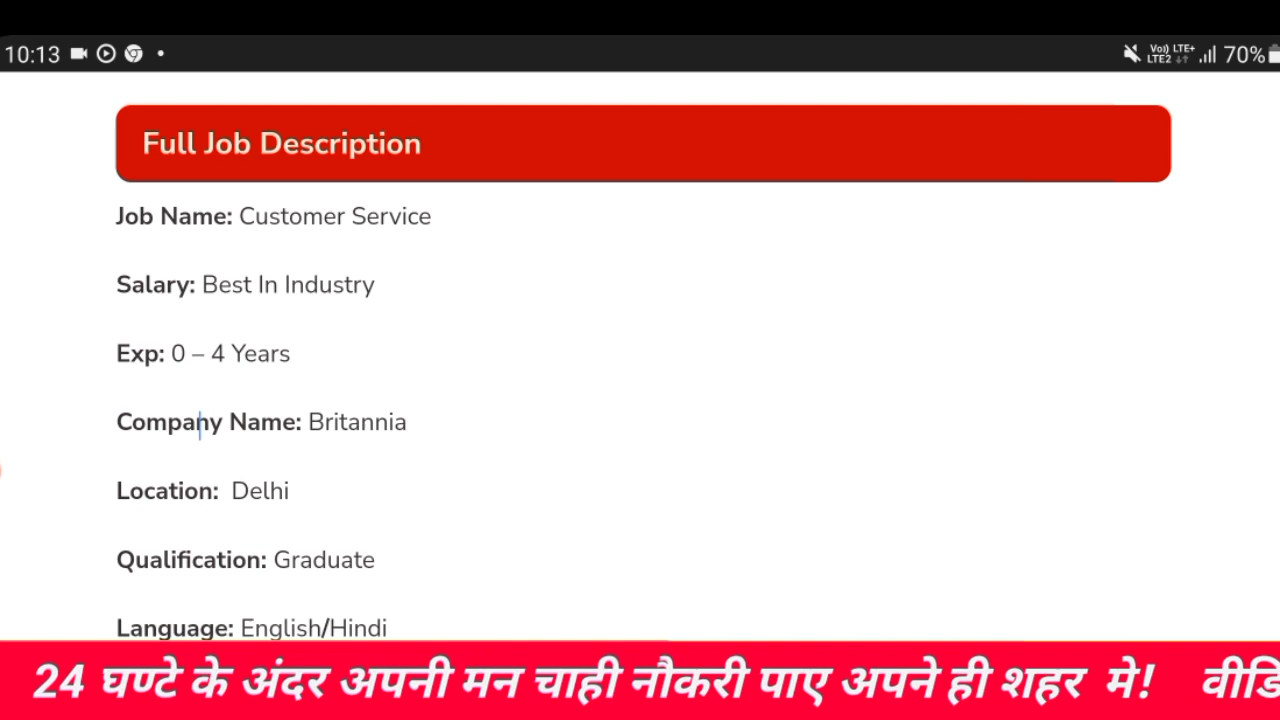 10:13
Vo)) LTE+
LTE2
70%
Full Job Description
Job Name: Customer Service
Salary: Best In Industry
Exp: 0 – 4 Years
Company Name: Britannia
Location: Delhi
Qualification: Graduate
Language: English/Hindi
24 घण्टे के अंदर अपनी मन चाही नौकरी पाए अपने ही शहर मे!